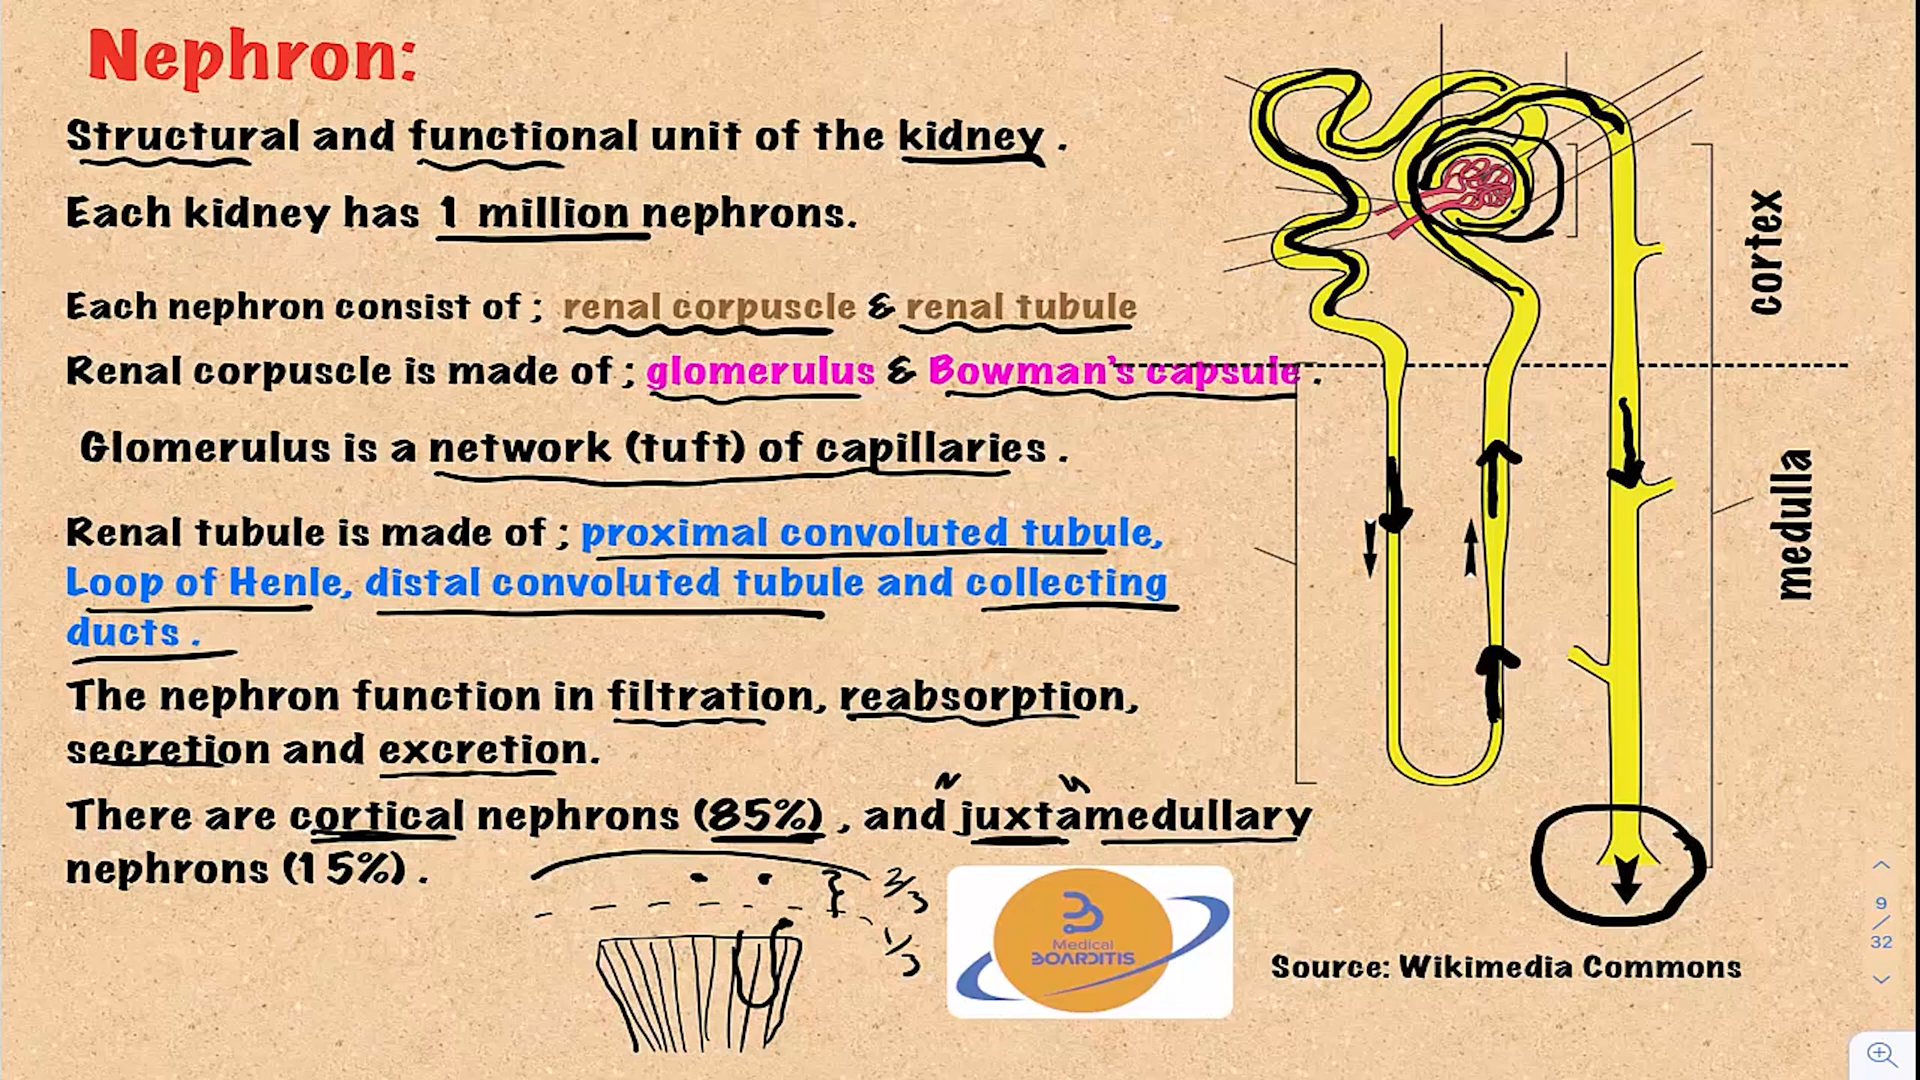 Nephron:
Structural and functional unit of the kidney .
Each kidney has 1 million nephrons.
Each nephron consist of ; renal corpuscle & renal tubule
Renal corpuscle is made of ; glomerulus & Bowman's capsule .
Glomerulus is a network (tuft) of capillaries .
Renal tubule is made of ; proximal convoluted tubule,
Loop of Henle, distal convoluted tubule and collecting
ducts .
The nephron function in filtration, reabsorption,
secretion and excretion.
There are cortical nephrons (85%) , and juxtamedullary
nephrons (15%) .
2/3
1/3
Medical
BOARDITIS
cortex
medulla
Source: Wikimedia Commons
9
/
32